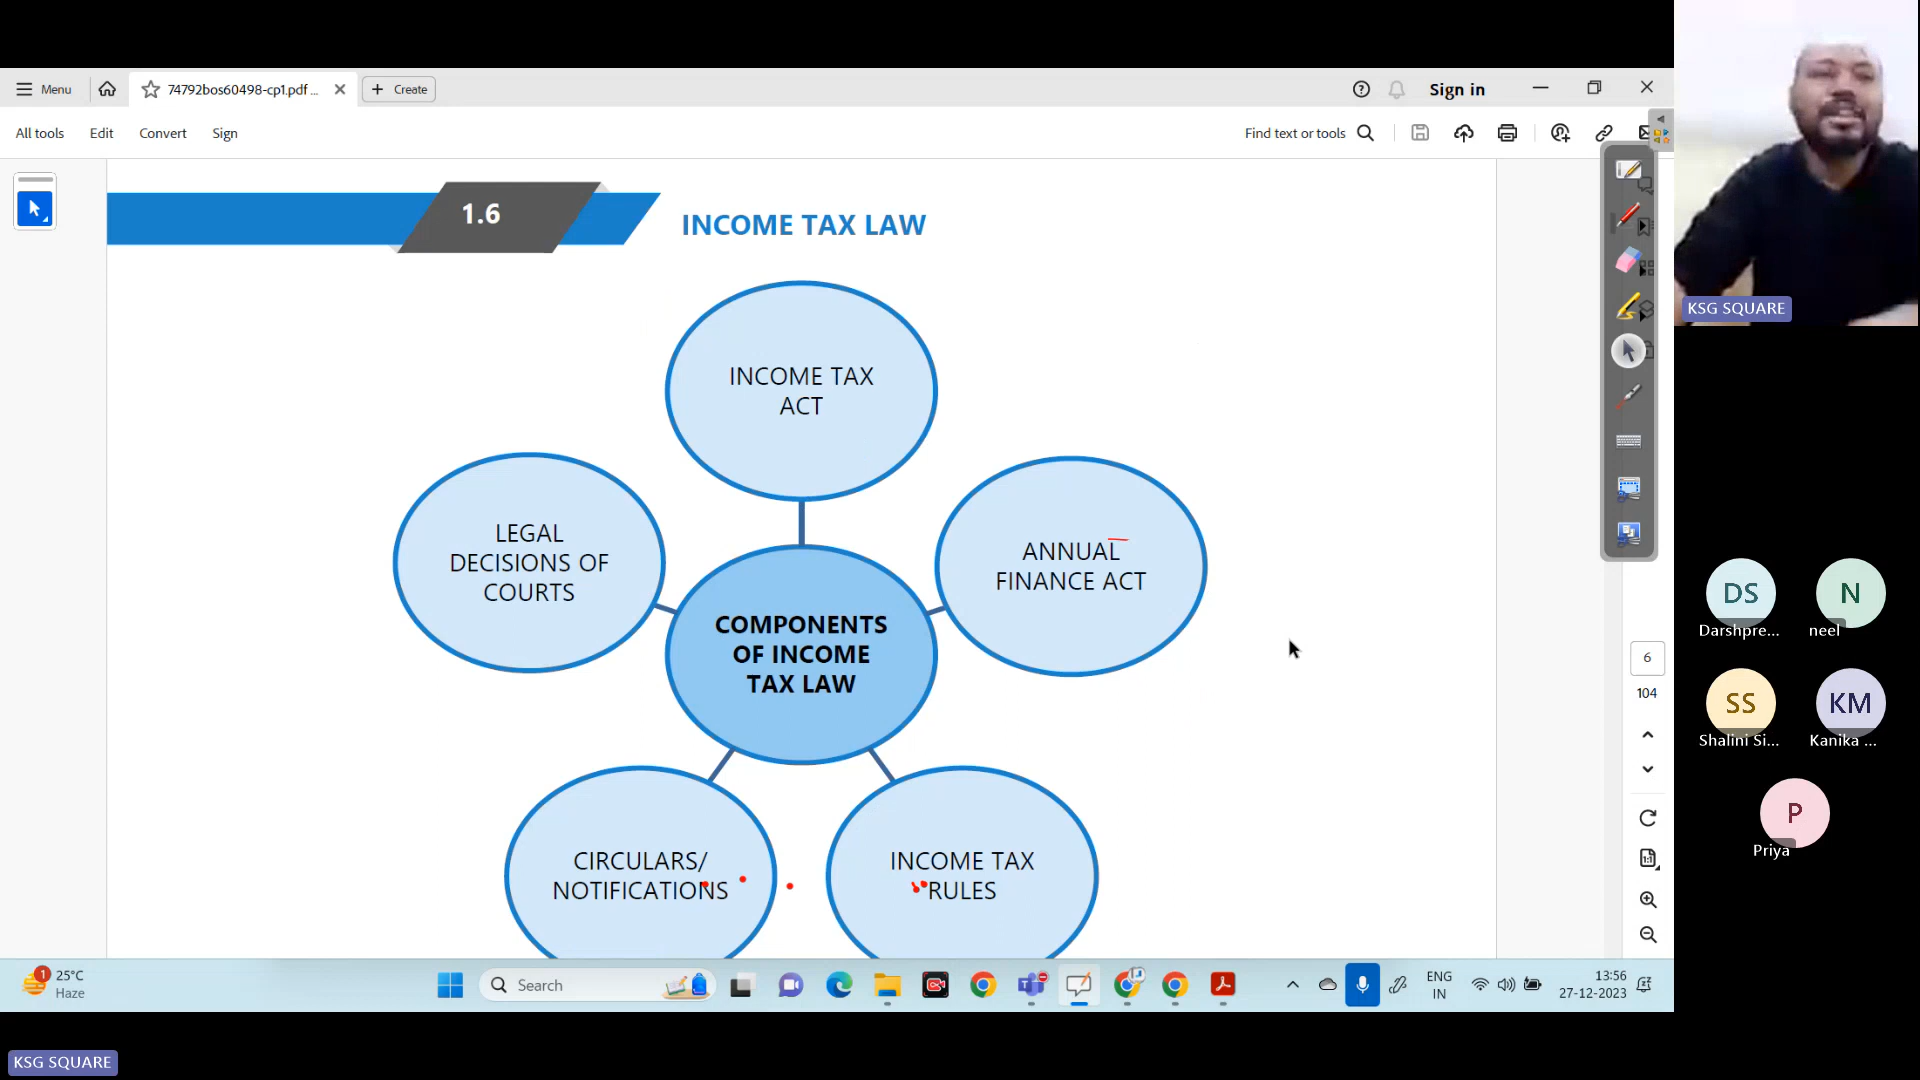 Menu
74792bos60498-cp1.pdf ...
Create
Sign in
All tools
Edit
Convert
Sign
Find text or tools
1.6
INCOME TAX LAW
INCOME TAX
ACT
LEGAL
DECISIONS OF
COURTS
ANNUAL
FINANCE ACT
COMPONENTS
OF INCOME
TAX LAW
CIRCULARS/
NOTIFICATIONS
INCOME TAX
RULES
6
104
KSG SQUARE
DS
Darshpre...
N
neel
SS
Shalini Si...
KM
Kanika ...
P
Priya
1
25°C
Haze
Search
ENG
IN
13:56
27-12-2023
KSG SQUARE